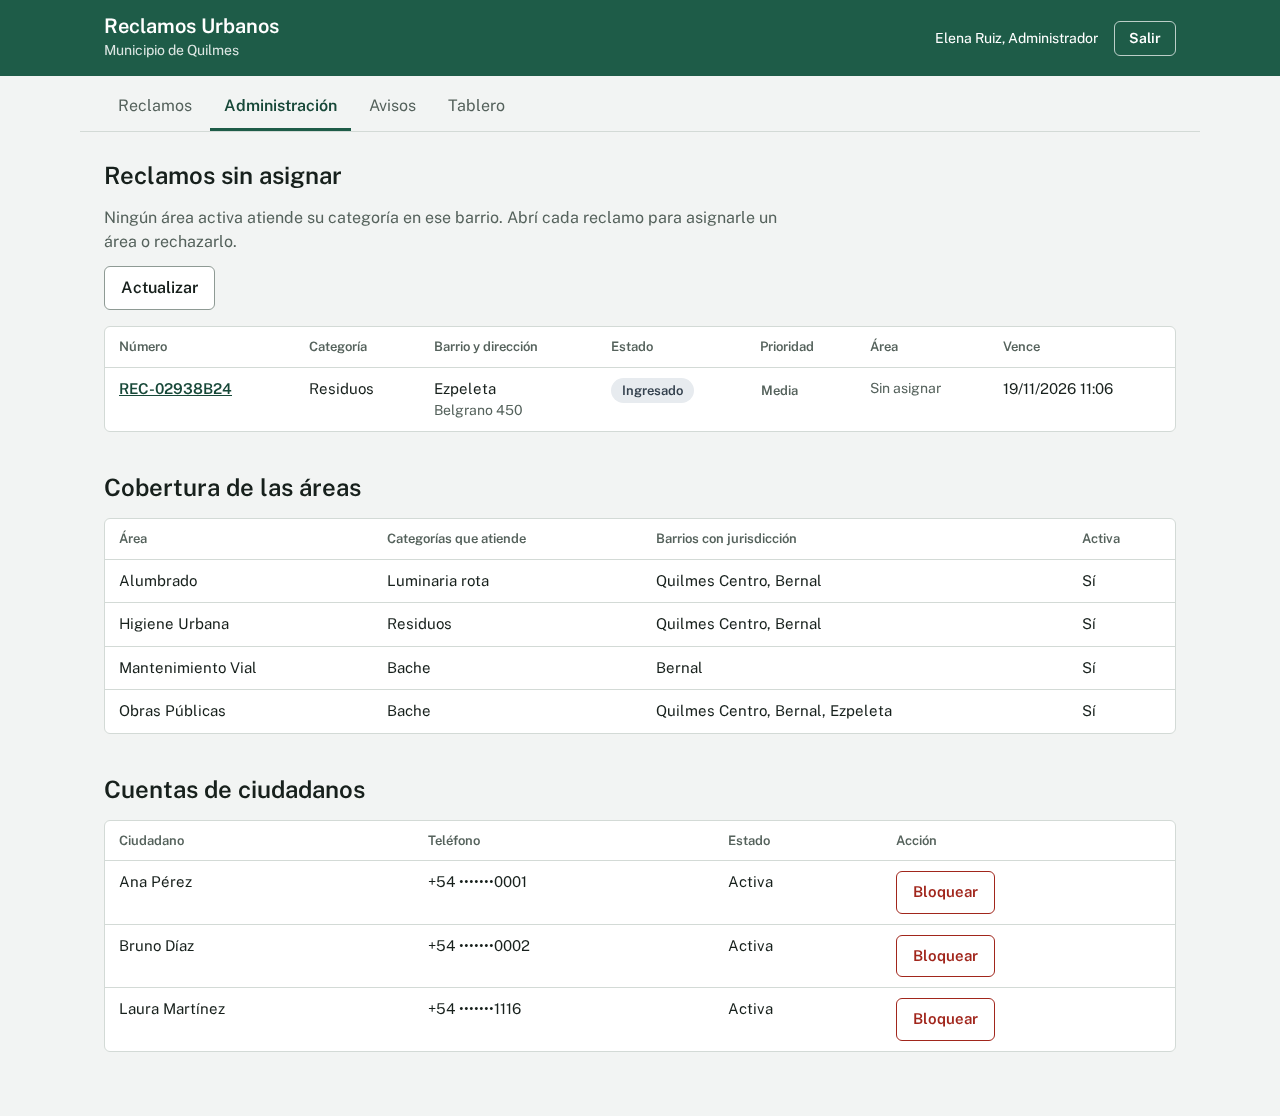 Reclamos Urbanos
Municipio de Quilmes
Elena Ruiz, Administrador
Salir
Reclamos
Administración
Avisos
Tablero
Reclamos sin asignar
Ningún área activa atiende su categoría en ese barrio. Abrí cada reclamo para asignarle un
área o rechazarlo.
Actualizar
Número Categoría Barrio y dirección Estado Prioridad Área Vence
REC-02938B24 Residuos Ezpeleta Ingresado Media Sin asignar 19/11/2026 11:06
Belgrano 450
Cobertura de las áreas
Área Categorías que atiende Barrios con jurisdicción Activa
Alumbrado Luminaria rota Quilmes Centro, Bernal Sí
Higiene Urbana Residuos Quilmes Centro, Bernal Sí
Mantenimiento Vial Bache Bernal Sí
Obras Públicas Bache Quilmes Centro, Bernal, Ezpeleta Sí
Cuentas de ciudadanos
Ciudadano Teléfono Estado Acción
Ana Pérez +54 •••••••0001 Activa Bloquear
Bruno Díaz +54 •••••••0002 Activa Bloquear
Laura Martínez +54 •••••••1116 Activa Bloquear